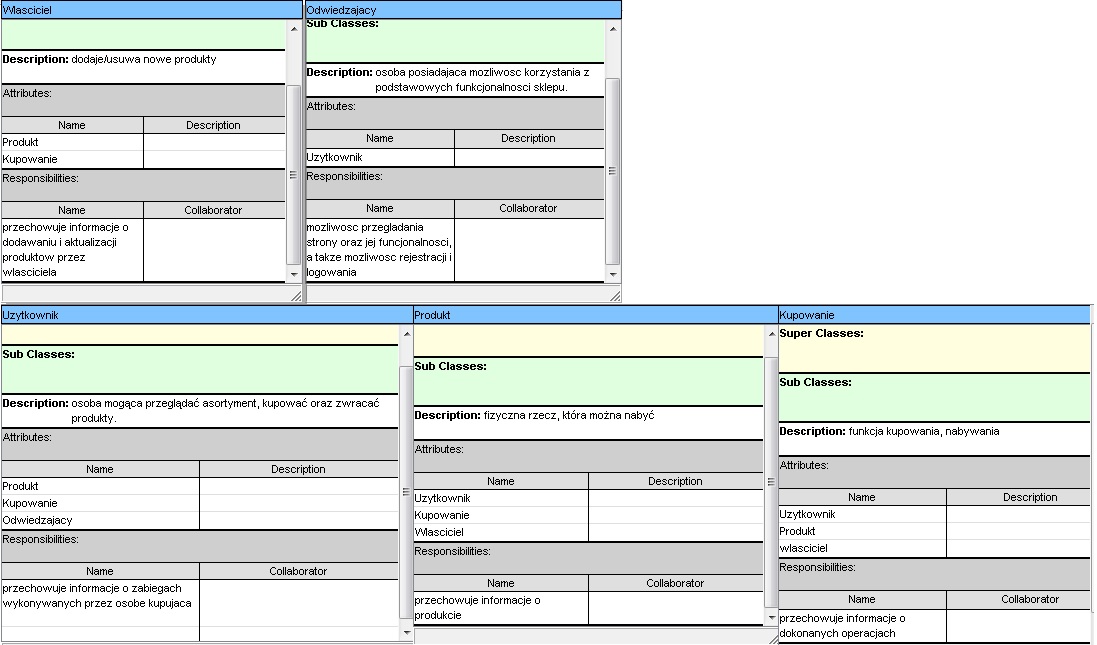 Wlasciciel
Description: dodaje/usuwa nowe produkty
Attributes:
Name Description
Produkt
Kupowanie
Responsibilities:
Name Collaborator
przechowuje informacje o
dodawaniu i aktualizacji
produktow przez
wlasciciela
Odwiedzajacy
Sub Classes:
Description: osoba posiadajaca mozliwosc korzystania z
podstawowych funkcjonalnosci sklepu.
Attributes:
Name Description
Uzytkownik
Responsibilities:
Name Collaborator
mozliwosc przegladania
strony oraz jej funcjonalnosci,
a takze mozliwosc rejestracji i
logowania
Uzytkownik
Sub Classes:
Description: osoba mogąca przeglądać asortyment, kupować oraz zwracać
produkty.
Attributes:
Name Description
Produkt
Kupowanie
Odwiedzajacy
Responsibilities:
Name Collaborator
przechowuje informacje o zabiegach
wykonywanych przez osobe kupujaca
Produkt
Sub Classes:
Description: fizyczna rzecz, która można nabyć
Attributes:
Name Description
Uzytkownik
Kupowanie
Wlasciciel
Responsibilities:
Name Collaborator
przechowuje informacje o
produkcie
Kupowanie
Super Classes:
Sub Classes:
Description: funkcja kupowania, nabywania
Attributes:
Name Description
Uzytkownik
Produkt
wlasciciel
Responsibilities:
Name Collaborator
przechowuje informacje o
dokonanych operacjach